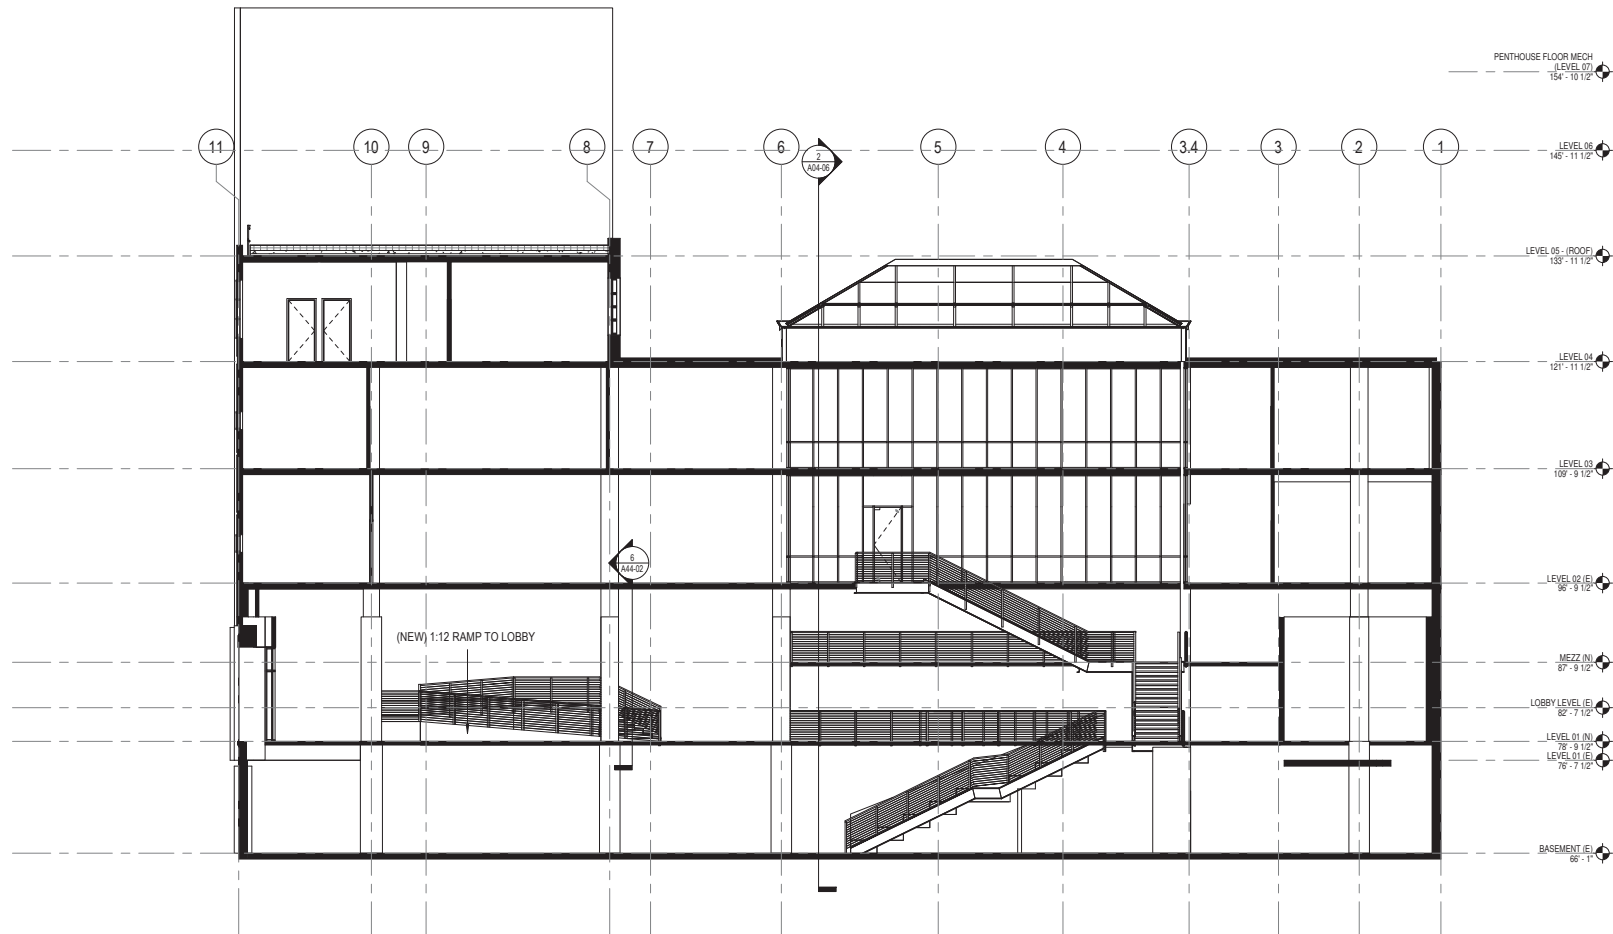 PENTHOUSE FLOOR MECH
(LEVEL 07)
154' - 10 1/2"
11
10
9
8
7
6
2
A04-06
5
4
3.4
3
2
1
LEVEL 06
145' - 11 1/2"
LEVEL 05 - (ROOF)
133' - 11 1/2"
LEVEL 04
121' - 11 1/2"
LEVEL 03
109' - 9 1/2"
6
A44-02
LEVEL 02 (E)
96' - 9 1/2"
(NEW) 1:12 RAMP TO LOBBY
MEZZ (N)
87' - 9 1/2"
LOBBY LEVEL (E)
82' - 7 1/2"
LEVEL 01 (N)
78' - 9 1/2"
LEVEL 01 (E)
76' - 7 1/2"
BASEMENT (E)
66' - 1"